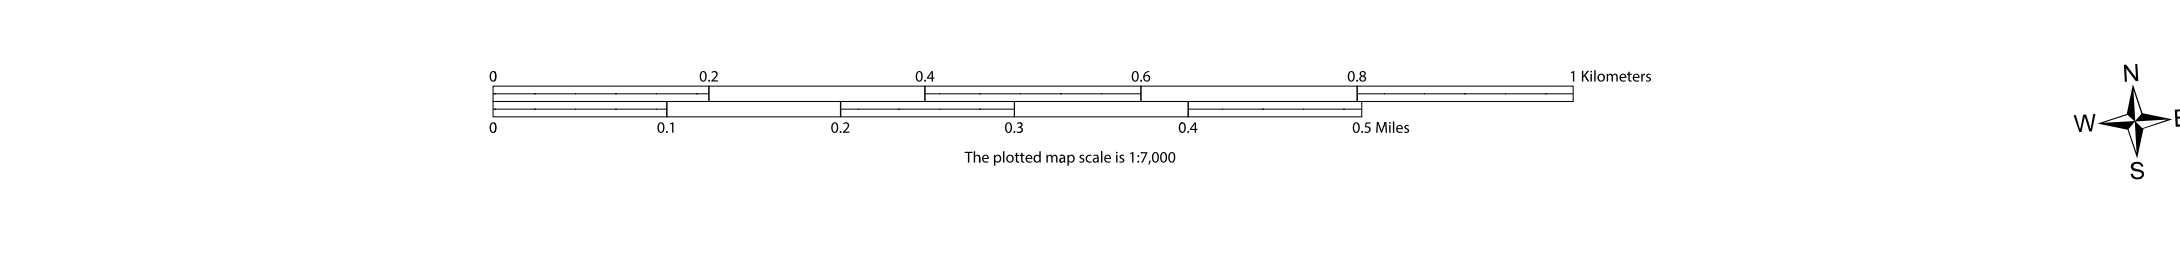 0 0.2 0.4 0.6 0.8 1 Kilometers
0 0.1 0.2 0.3 0.4 0.5 Miles
The plotted map scale is 1:7,000
N
W E
S